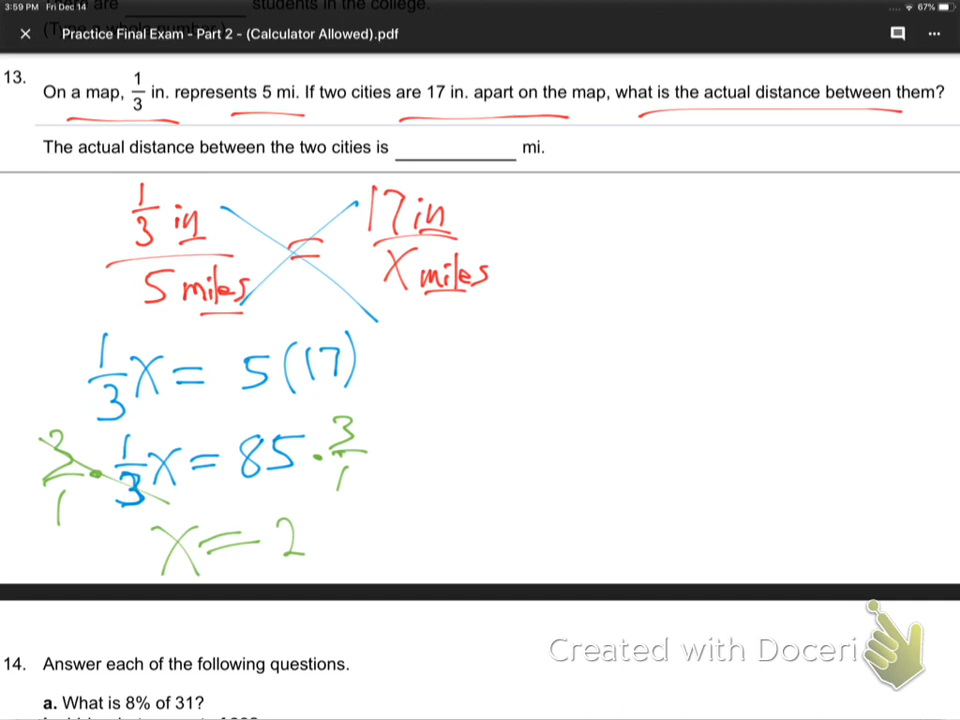 3:59 PM Fri Dec 14 67%
are ________ students in the college.
Practice Final Exam - Part 2 - (Calculator Allowed).pdf
13.
On a map, 1/3 in. represents 5 mi. If two cities are 17 in. apart on the map, what is the actual distance between them?
The actual distance between the two cities is ________ mi.
1/3 in / 5 miles = 17 in / X miles
1/3 x = 5(17)
3/1 · 1/3 x = 85 · 3/1
x = 2
Created with Doceri
14. Answer each of the following questions.
a. What is 8% of 31?